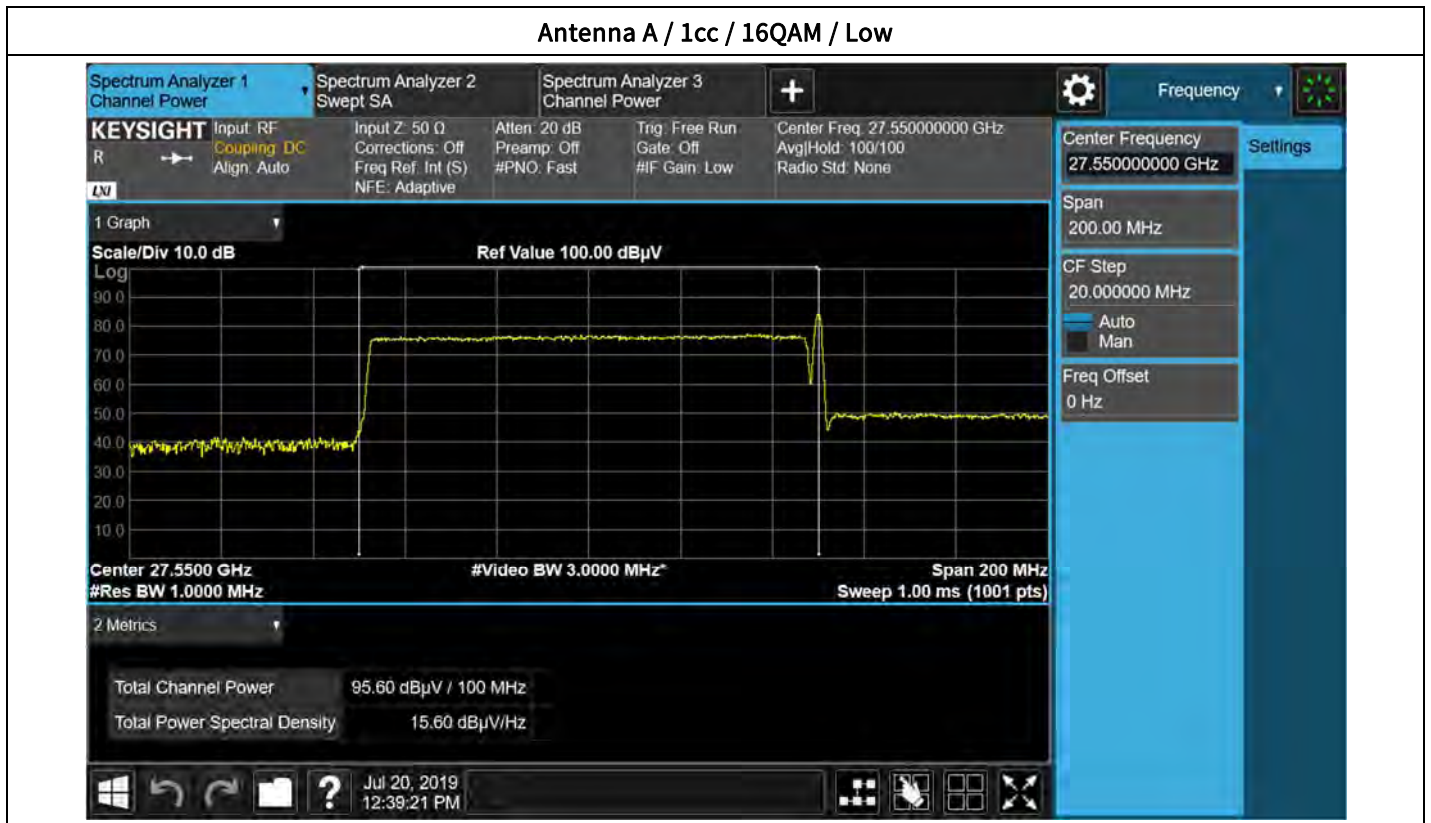 Antenna A / 1cc / 16QAM / Low
Spectrum Analyzer 1
Channel Power
Spectrum Analyzer 2
Swept SA
Spectrum Analyzer 3
Channel Power
+
Frequency
KEYSIGHT
R
LXI
Input: RF
Coupling: DC
Align: Auto
Input Z: 50 Ω
Corrections: Off
Freq Ref: Int (S)
NFE: Adaptive
Atten: 20 dB
Preamp: Off
#PNO: Fast
Trig: Free Run
Gate: Off
#IF Gain: Low
Center Freq: 27.550000000 GHz
Avg|Hold: 100/100
Radio Std: None
Center Frequency
27.550000000 GHz
Settings
Span
200.00 MHz
CF Step
20.000000 MHz
Auto
Man
Freq Offset
0 Hz
1 Graph
Scale/Div 10.0 dB
Ref Value 100.00 dBµV
Log
90.0
80.0
70.0
60.0
50.0
40.0
30.0
20.0
10.0
Center 27.5500 GHz
#Video BW 3.0000 MHz*
Span 200 MHz
#Res BW 1.0000 MHz
Sweep 1.00 ms (1001 pts)
2 Metrics
Total Channel Power 95.60 dBµV / 100 MHz
Total Power Spectral Density 15.60 dBµV/Hz
?
Jul 20, 2019
12:39:21 PM